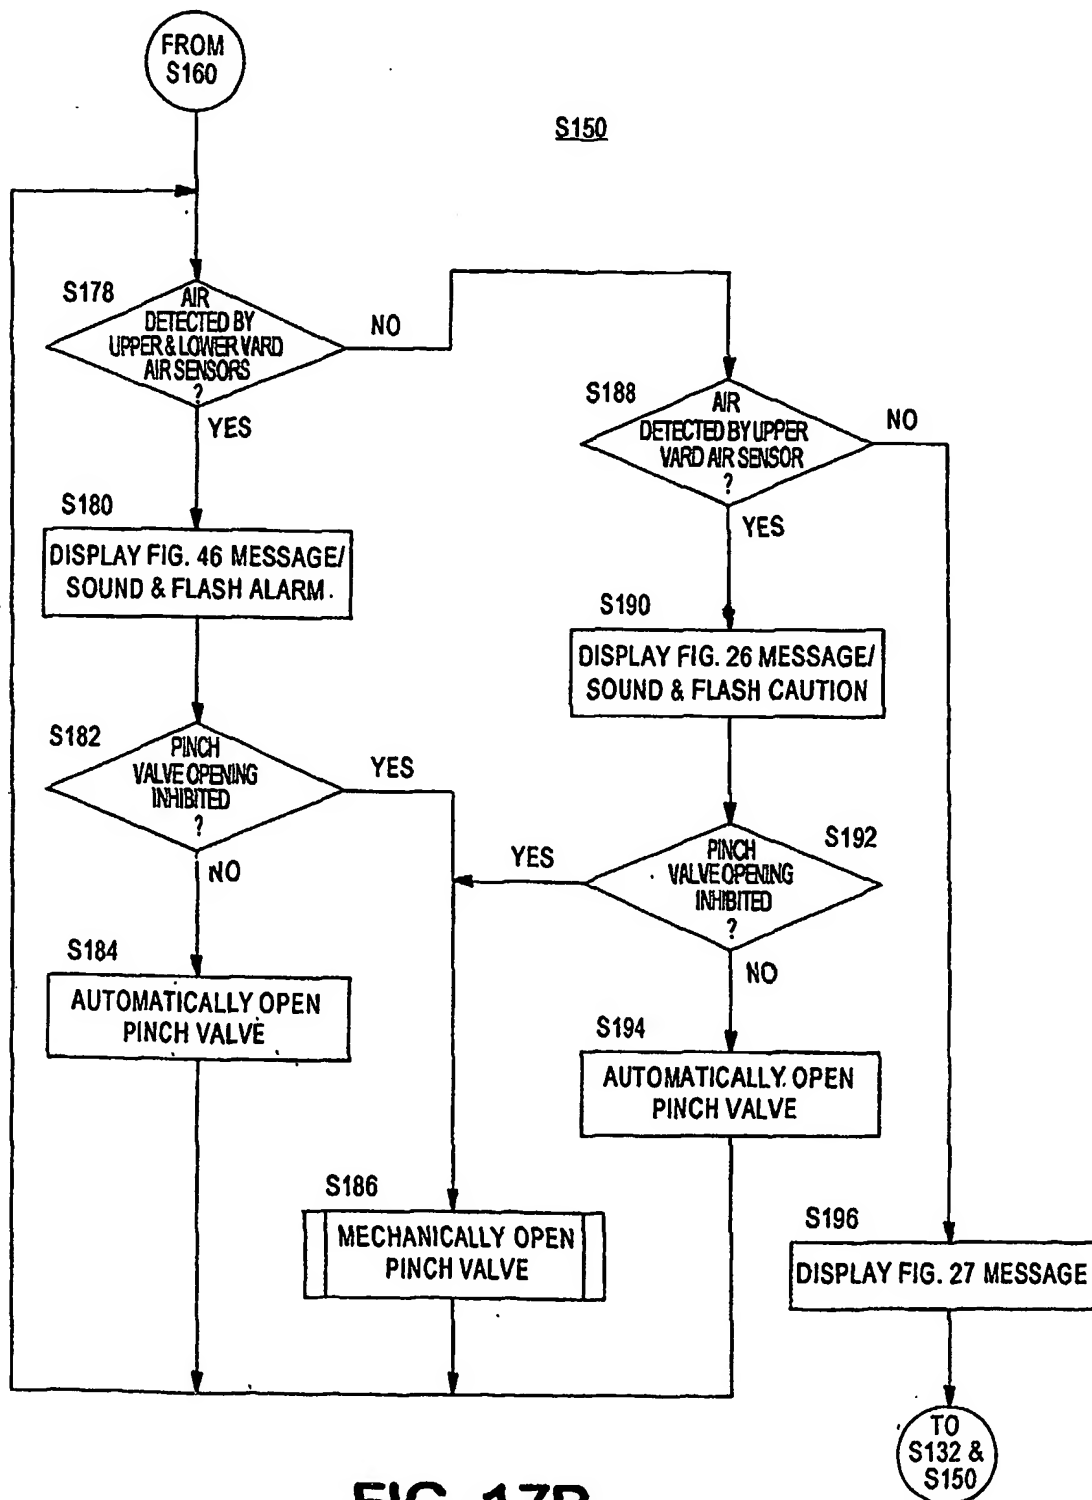 FROM
S160
S150
S178
AIR
DETECTED BY
UPPER & LOWER VARD
AIR SENSORS
?
NO
YES
S188
AIR
DETECTED BY UPPER
VARD AIR SENSOR
?
NO
YES
S180
DISPLAY FIG. 46 MESSAGE/
SOUND & FLASH ALARM.
S190
DISPLAY FIG. 26 MESSAGE/
SOUND & FLASH CAUTION
S182
PINCH
VALVE OPENING
INHIBITED
?
YES
NO
S192
PINCH
VALVE OPENING
INHIBITED
?
YES
NO
S184
AUTOMATICALLY OPEN
PINCH VALVE
S194
AUTOMATICALLY OPEN
PINCH VALVE
S186
MECHANICALLY OPEN
PINCH VALVE
S196
DISPLAY FIG. 27 MESSAGE
TO
S132 &
S150
FIG. 17B